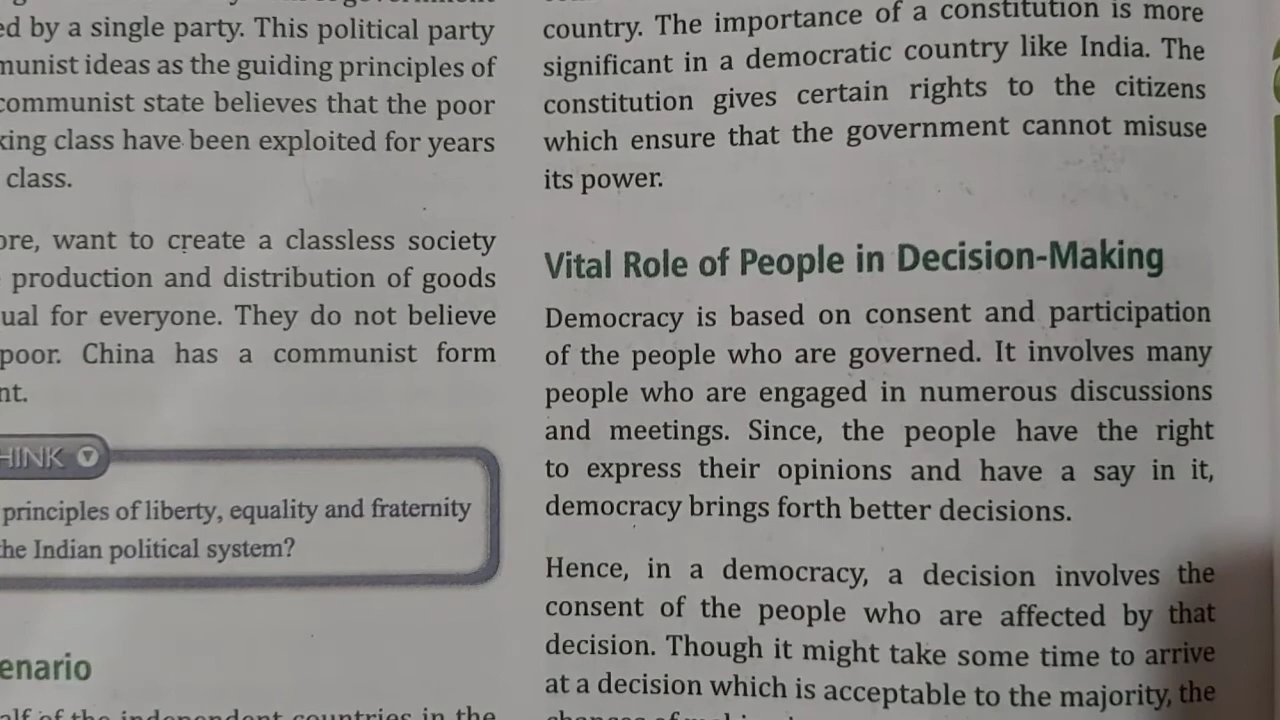 ed by a single party. This political party
munist ideas as the guiding principles of
communist state believes that the poor
king class have been exploited for years
class.
ore, want to create a classless society
production and distribution of goods
ual for everyone. They do not believe
poor. China has a communist form
nt.
HINK
principles of liberty, equality and fraternity
the Indian political system?
enario
alf of the independent countries in the
country. The importance of a constitution is more
significant in a democratic country like India. The
constitution gives certain rights to the citizens
which ensure that the government cannot misuse
its power.
Vital Role of People in Decision-Making
Democracy is based on consent and participation
of the people who are governed. It involves many
people who are engaged in numerous discussions
and meetings. Since, the people have the right
to express their opinions and have a say in it,
democracy brings forth better decisions.
Hence, in a democracy, a decision involves the
consent of the people who are affected by that
decision. Though it might take some time to arrive
at a decision which is acceptable to the majority, the